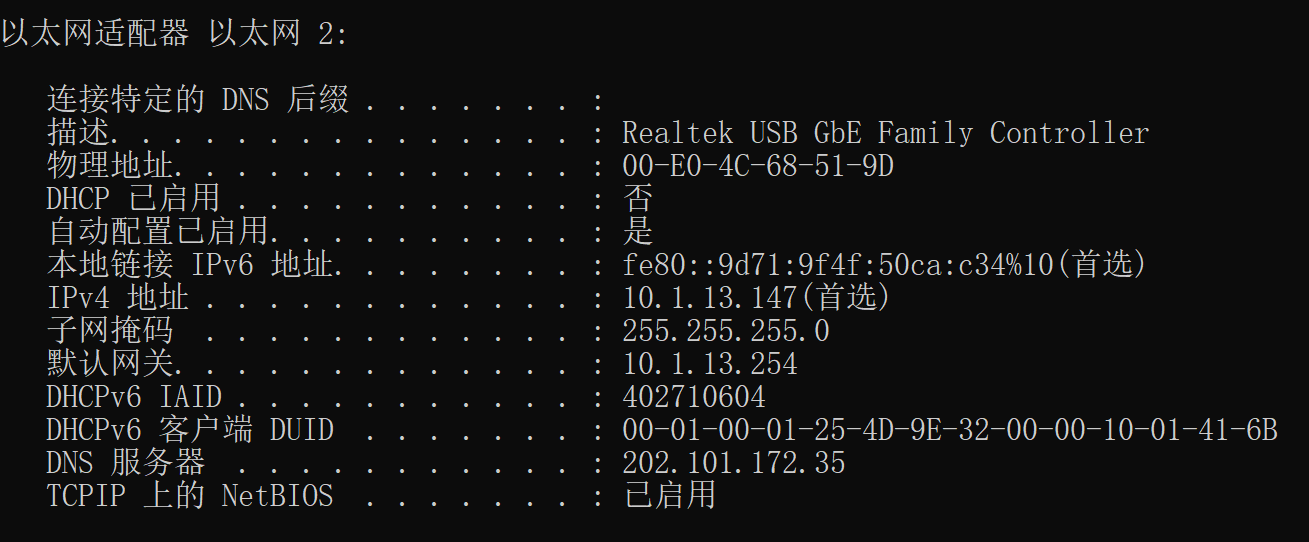 以太网适配器 以太网 2:
连接特定的 DNS 后缀 . . . . . . . :
描述. . . . . . . . . . . . . . . : Realtek USB GbE Family Controller
物理地址. . . . . . . . . . . . . : 00-E0-4C-68-51-9D
DHCP 已启用 . . . . . . . . . . . : 否
自动配置已启用. . . . . . . . . . : 是
本地链接 IPv6 地址. . . . . . . . : fe80::9d71:9f4f:50ca:c34%10(首选)
IPv4 地址 . . . . . . . . . . . . : 10.1.13.147(首选)
子网掩码  . . . . . . . . . . . . : 255.255.255.0
默认网关. . . . . . . . . . . . . : 10.1.13.254
DHCPv6 IAID . . . . . . . . . . . : 402710604
DHCPv6 客户端 DUID  . . . . . . . : 00-01-00-01-25-4D-9E-32-00-00-10-01-41-6B
DNS 服务器  . . . . . . . . . . . : 202.101.172.35
TCPIP 上的 NetBIOS  . . . . . . . : 已启用